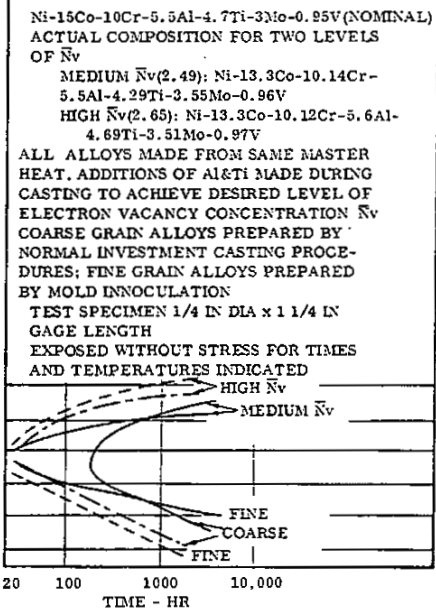 Ni-15Co-10Cr-5.5Al-4.7Ti-3Mo-0.95V(NOMINAL)
ACTUAL COMPOSITION FOR TWO LEVELS
OF N̅v
MEDIUM N̅v(2.49): Ni-13.3Co-10.14Cr-
5.5Al-4.29Ti-3.55Mo-0.96V
HIGH N̅v(2.65): Ni-13.3Co-10.12Cr-5.6Al-
4.69Ti-3.51Mo-0.97V
ALL ALLOYS MADE FROM SAME MASTER
HEAT. ADDITIONS OF Al&Ti MADE DURING
CASTING TO ACHIEVE DESIRED LEVEL OF
ELECTRON VACANCY CONCENTRATION N̅v
COARSE GRAIN ALLOYS PREPARED BY
NORMAL INVESTMENT CASTING PROCE-
DURES; FINE GRAIN ALLOYS PREPARED
BY MOLD INNOCULATION
TEST SPECIMEN 1/4 IN DIA x 1 1/4 IN
GAGE LENGTH
EXPOSED WITHOUT STRESS FOR TIMES
AND TEMPERATURES INDICATED
HIGH N̅v
MEDIUM N̅v
FINE
COARSE
FINE
20 100 1000 10,000
TIME - HR